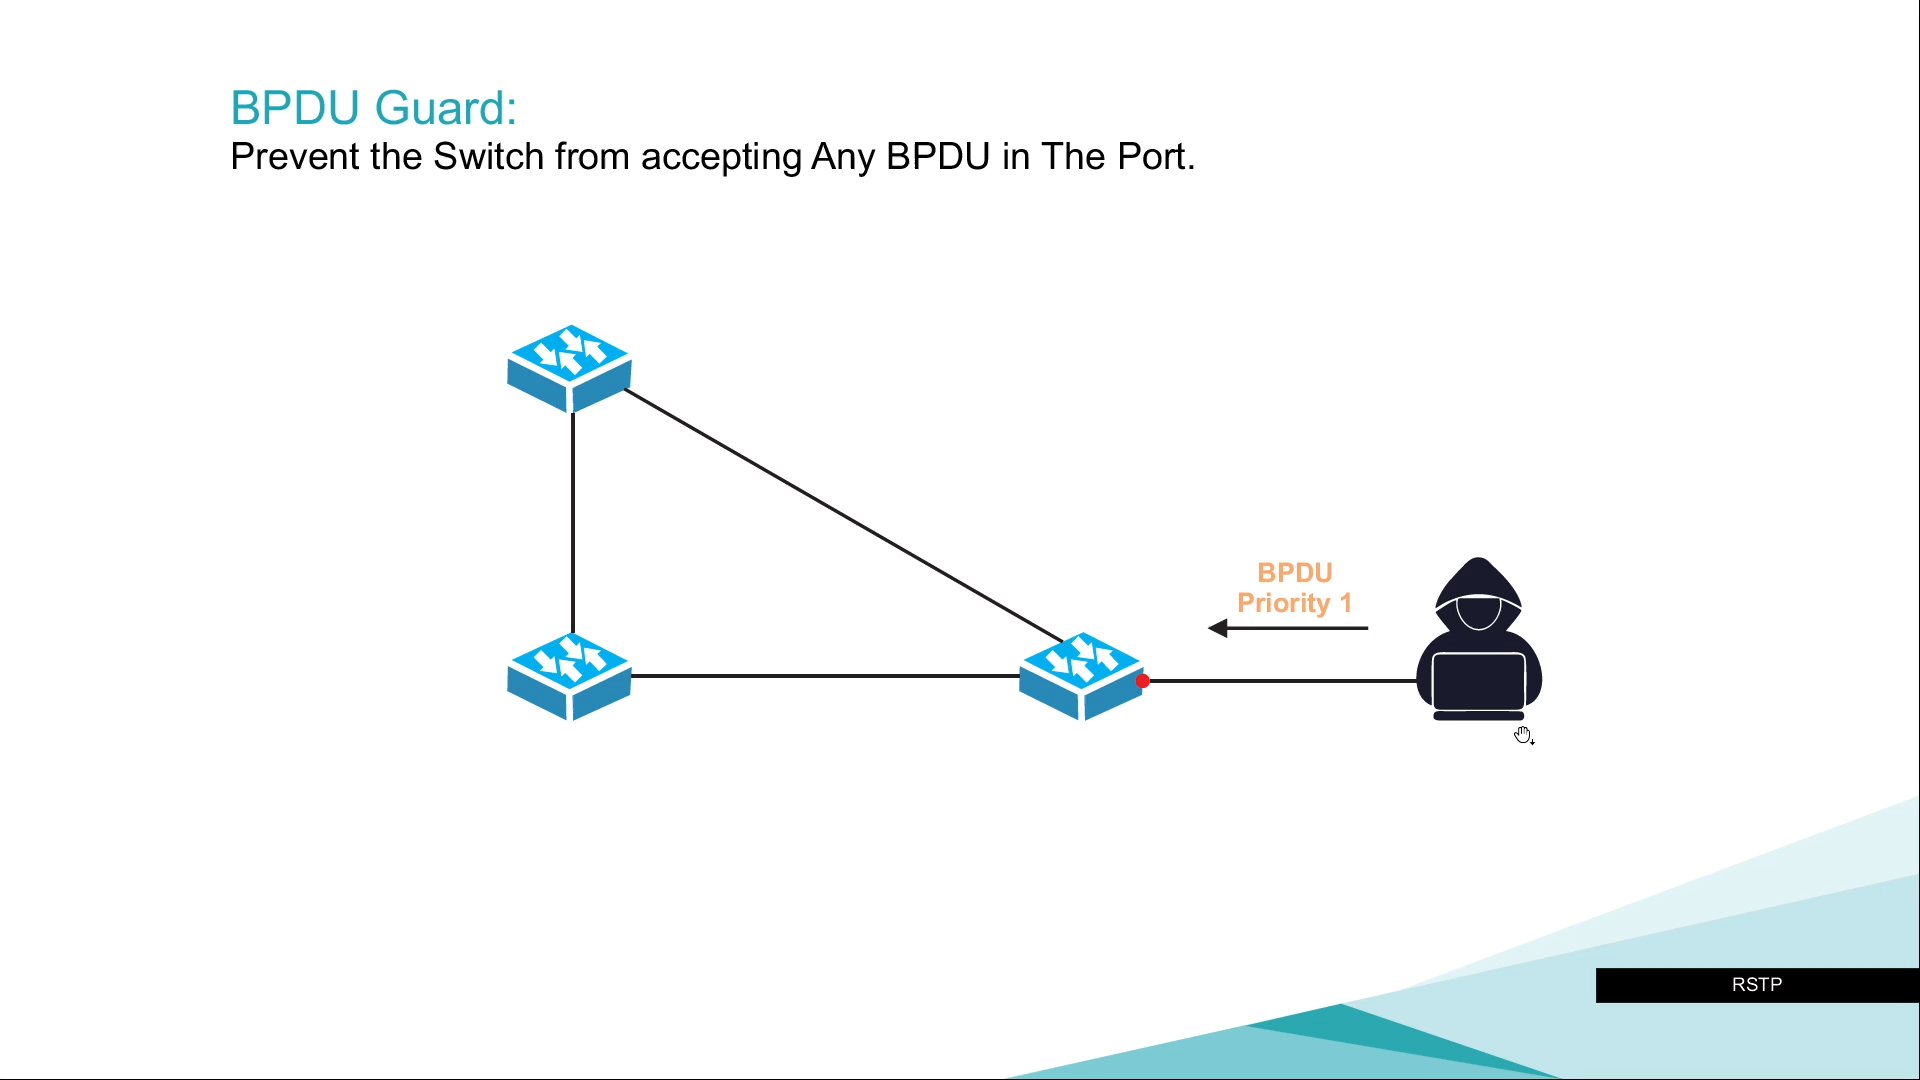 BPDU Guard:
Prevent the Switch from accepting Any BPDU in The Port.
BPDU
Priority 1
RSTP